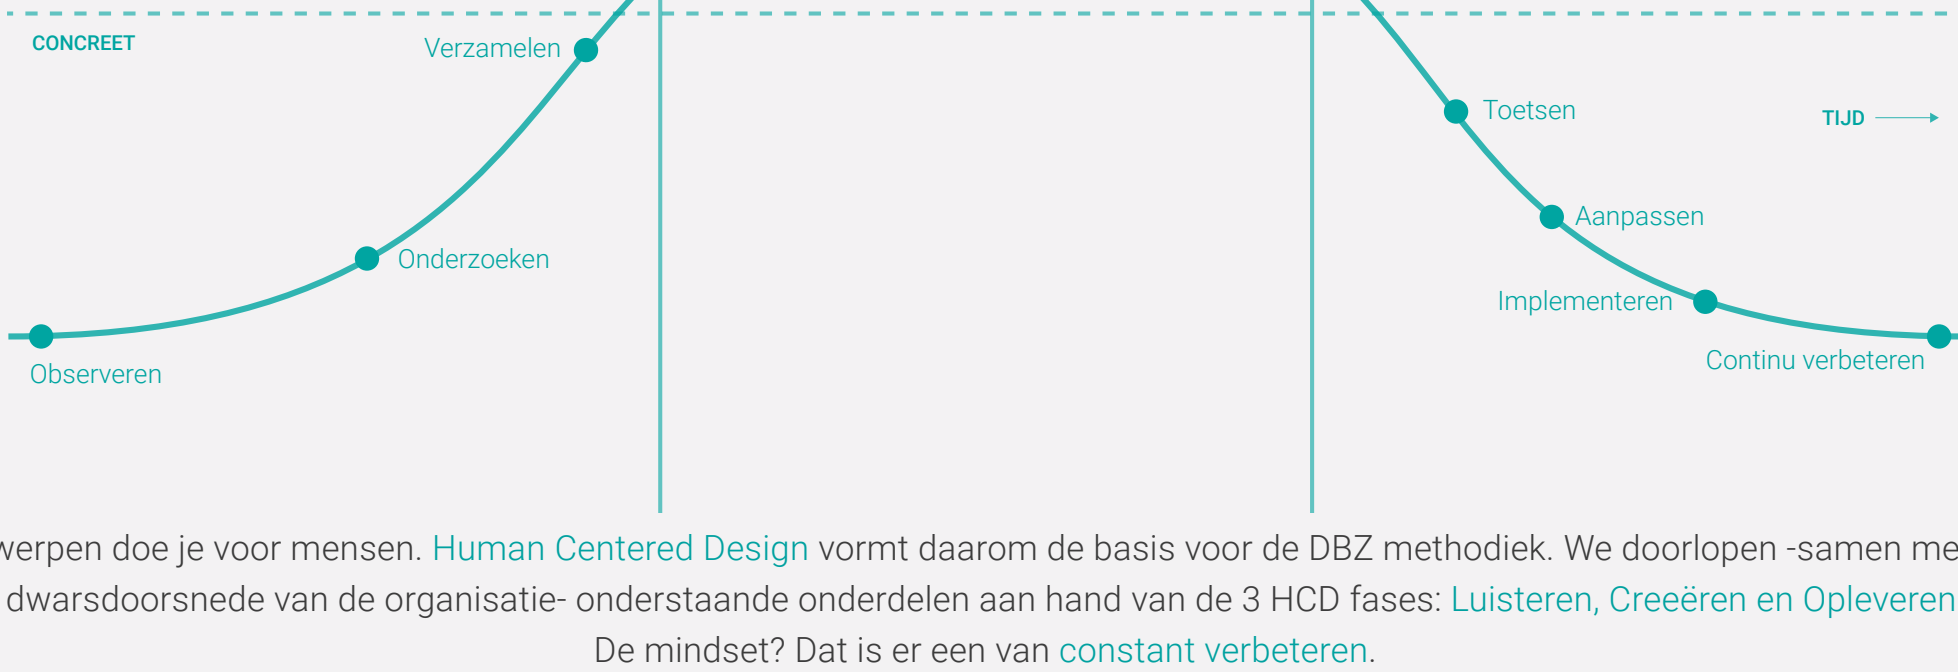 CONCREET
Verzamelen
Toetsen
TIJD
Aanpassen
Onderzoeken
Implementeren
Observeren
Continu verbeteren
doe je voor mensen. Human Centered Design vormt daarom de basis voor de DBZ methodiek. We doorlopen -samen
dwarsdoorsnede van de organisatie- onderstaande onderdelen aan hand van de 3 HCD fases: Luisteren, Creeëren en Opleveren
De mindset? Dat is er een van constant verbeteren.